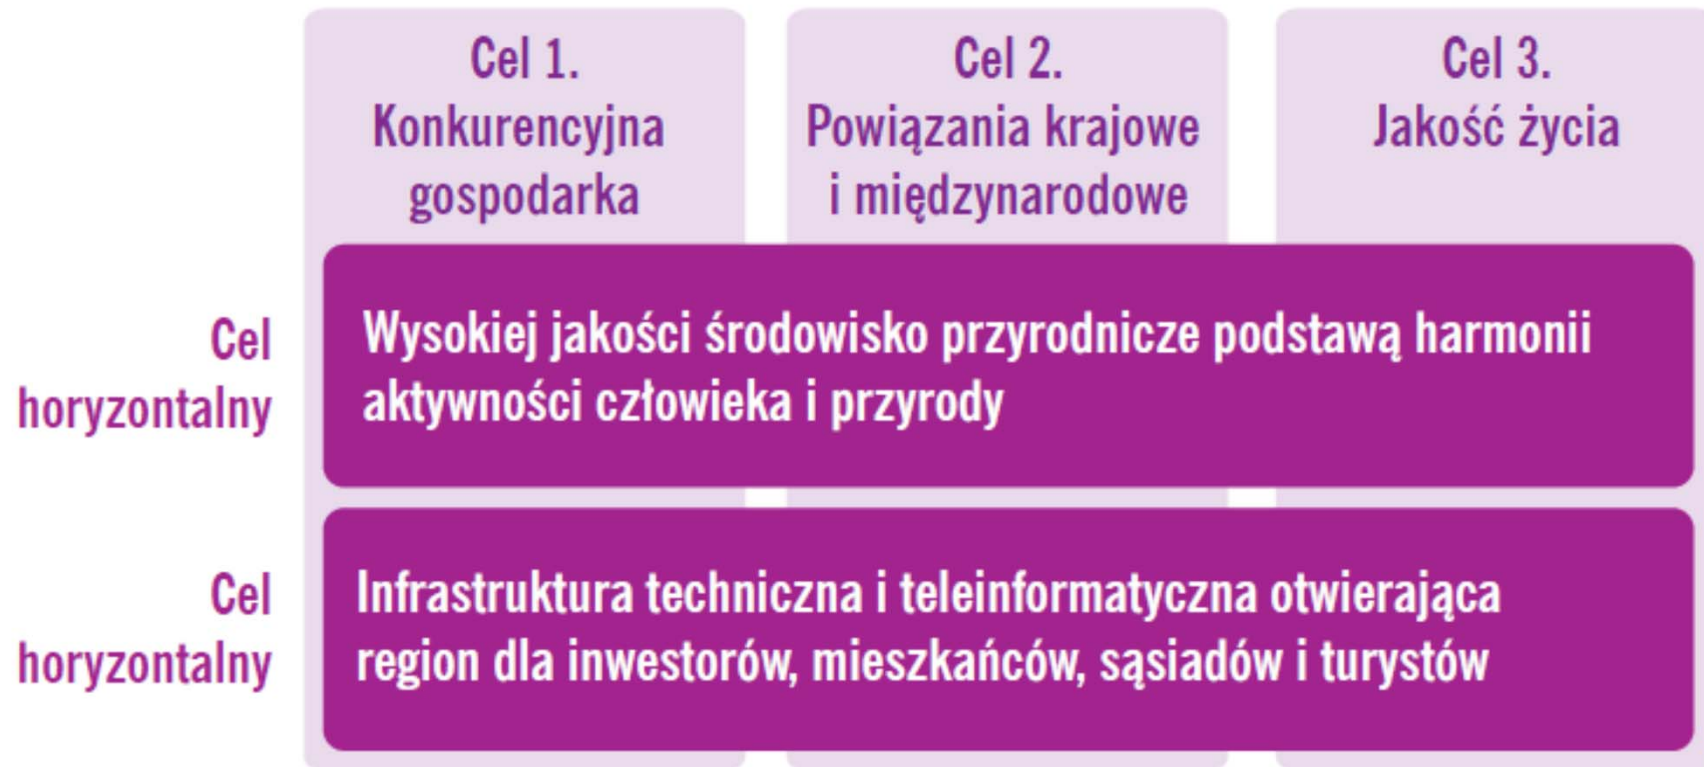 Cel 1.
Konkurencyjna
gospodarka
Cel 2.
Powiązania krajowe
i międzynarodowe
Cel 3.
Jakość życia
Cel
horyzontalny
Wysokiej jakości środowisko przyrodnicze podstawą harmonii
aktywności człowieka i przyrody
Cel
horyzontalny
Infrastruktura techniczna i teleinformatyczna otwierająca
region dla inwestorów, mieszkańców, sąsiadów i turystów